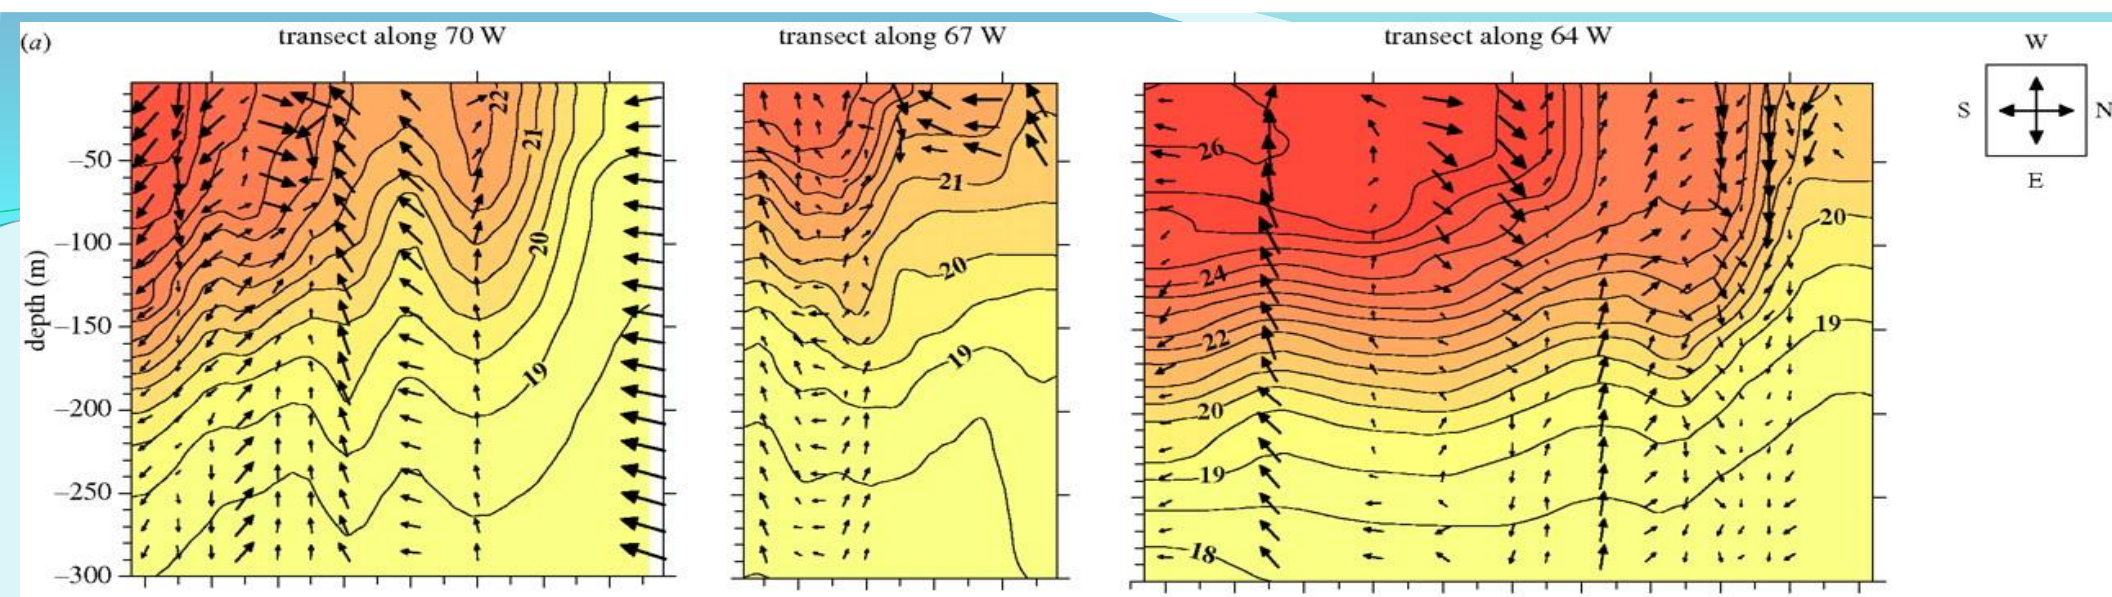 (a)
transect along 70 W
transect along 67 W
transect along 64 W
W
S
N
E
depth (m)
–50
–100
–150
–200
–250
–300
22
21
20
19
21
20
19
26
24
22
20
19
18
20
19